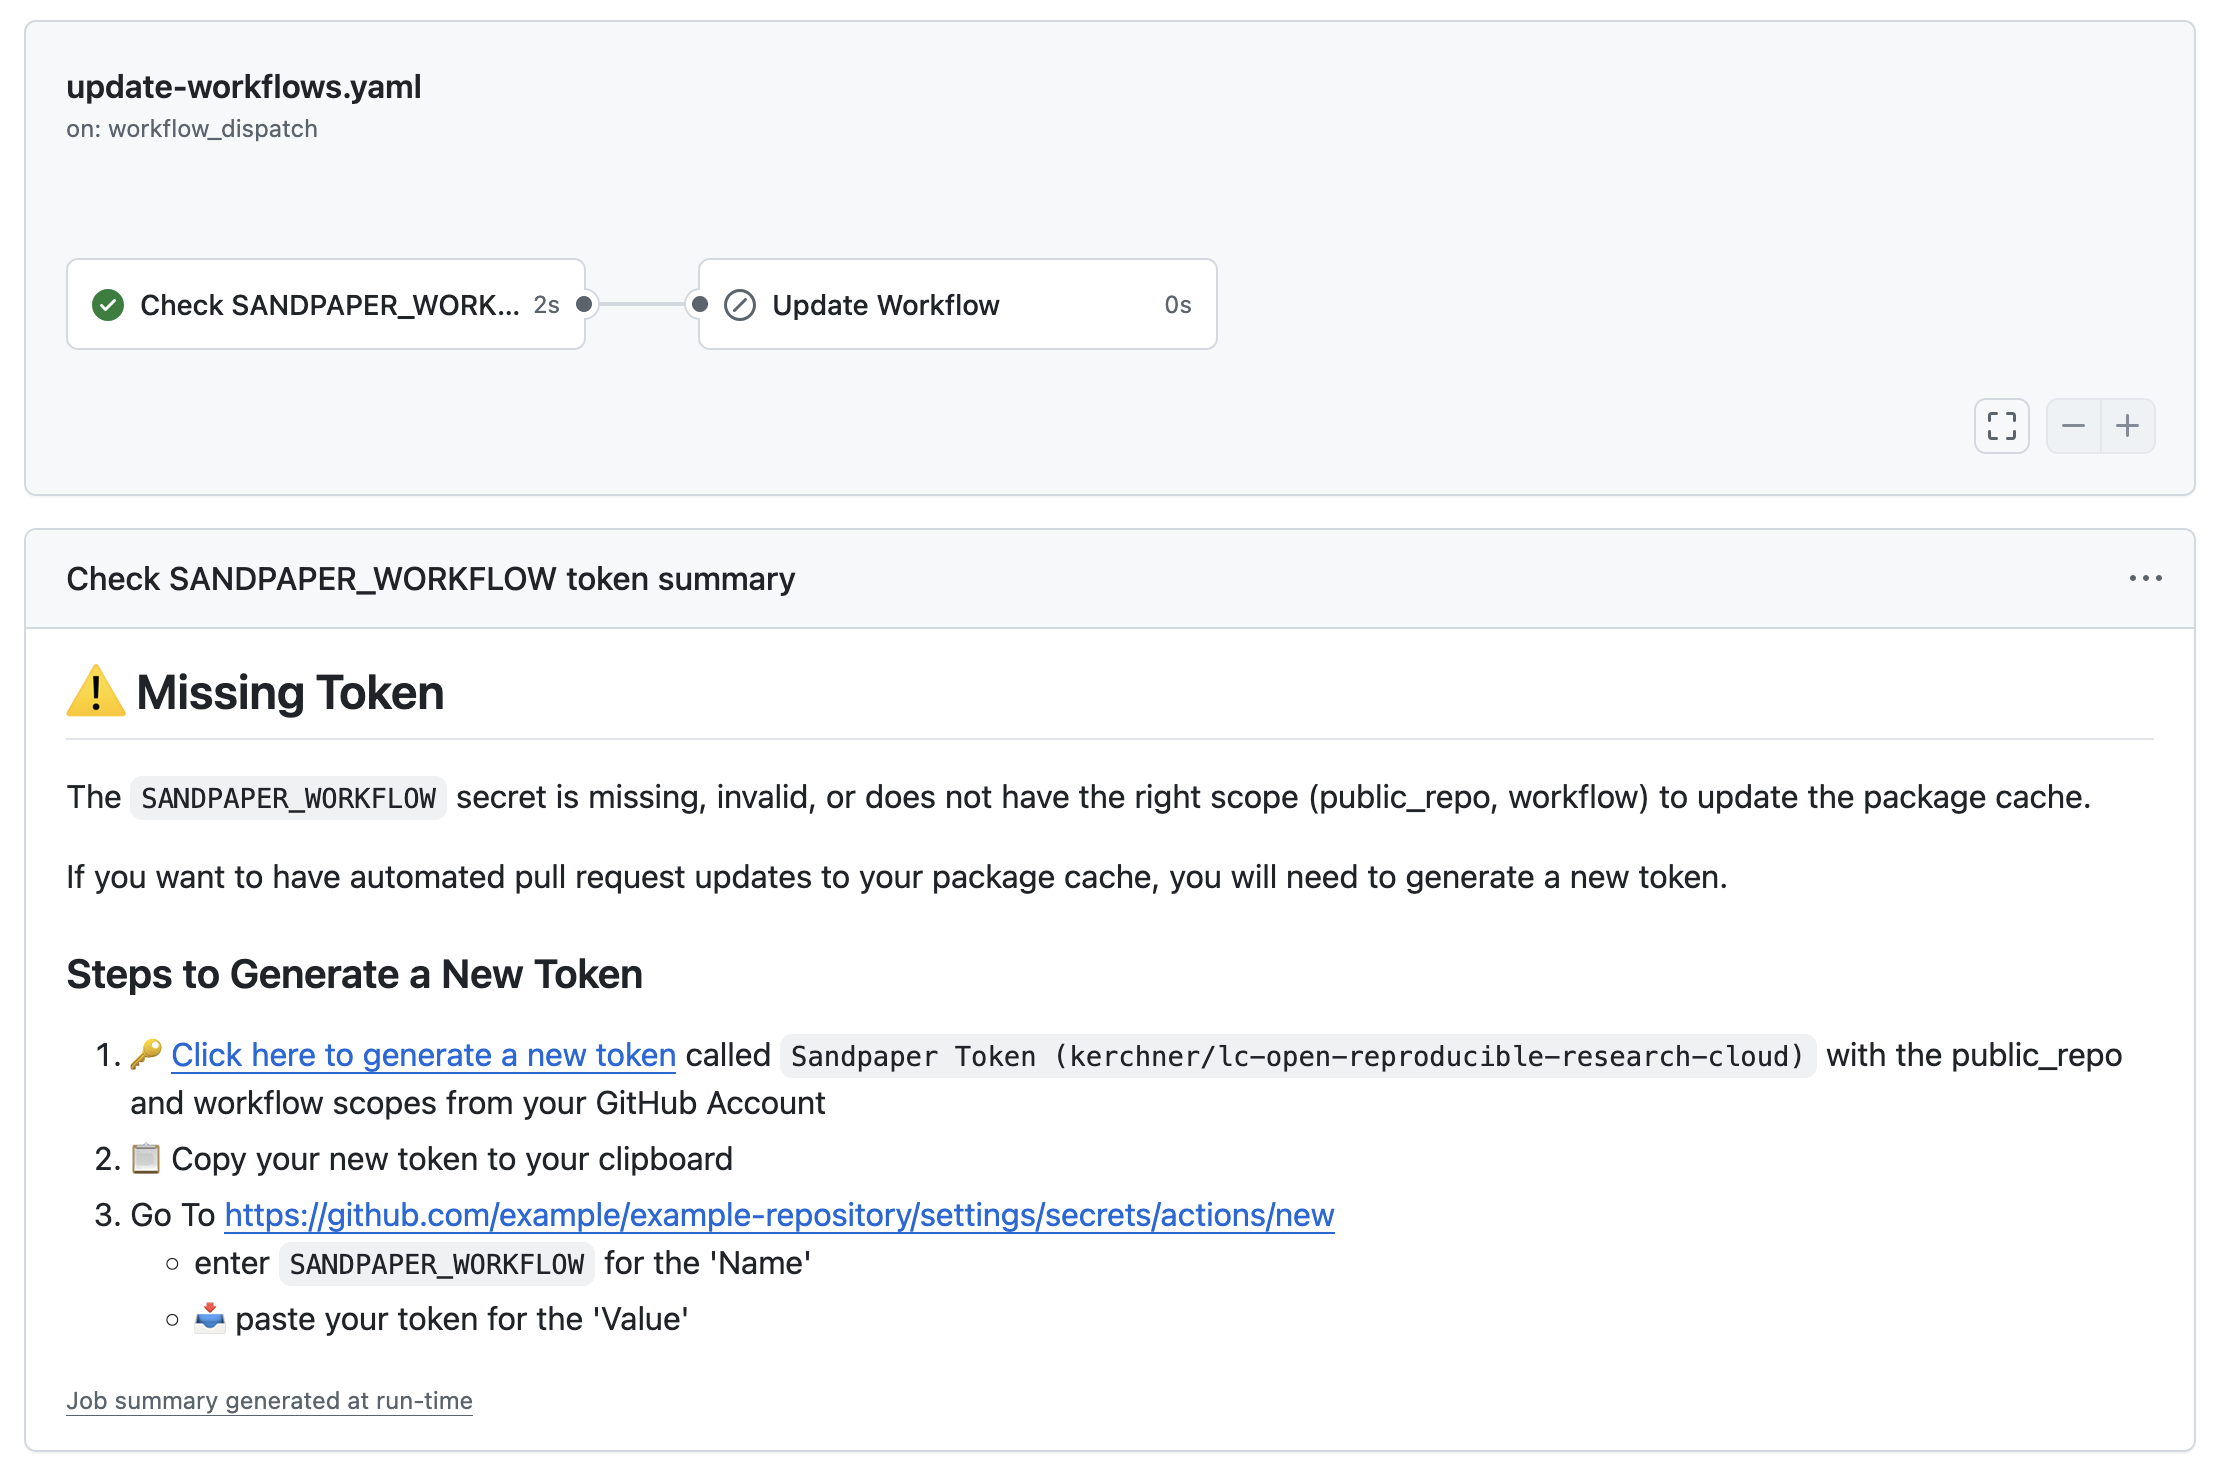 update-workflows.yaml
on: workflow_dispatch
Check SANDPAPER_WORK... 2s
Update Workflow 0s
Check SANDPAPER_WORKFLOW token summary
⚠️ Missing Token
The SANDPAPER_WORKFLOW secret is missing, invalid, or does not have the right scope (public_repo, workflow) to update the package cache.
If you want to have automated pull request updates to your package cache, you will need to generate a new token.
Steps to Generate a New Token
1. 🔑 Click here to generate a new token called Sandpaper Token (kerchner/lc-open-reproducible-research-cloud) with the public_repo
and workflow scopes from your GitHub Account
2. 📋 Copy your new token to your clipboard
3. Go To https://github.com/example/example-repository/settings/secrets/actions/new
○ enter SANDPAPER_WORKFLOW for the 'Name'
○ 📥 paste your token for the 'Value'
Job summary generated at run-time